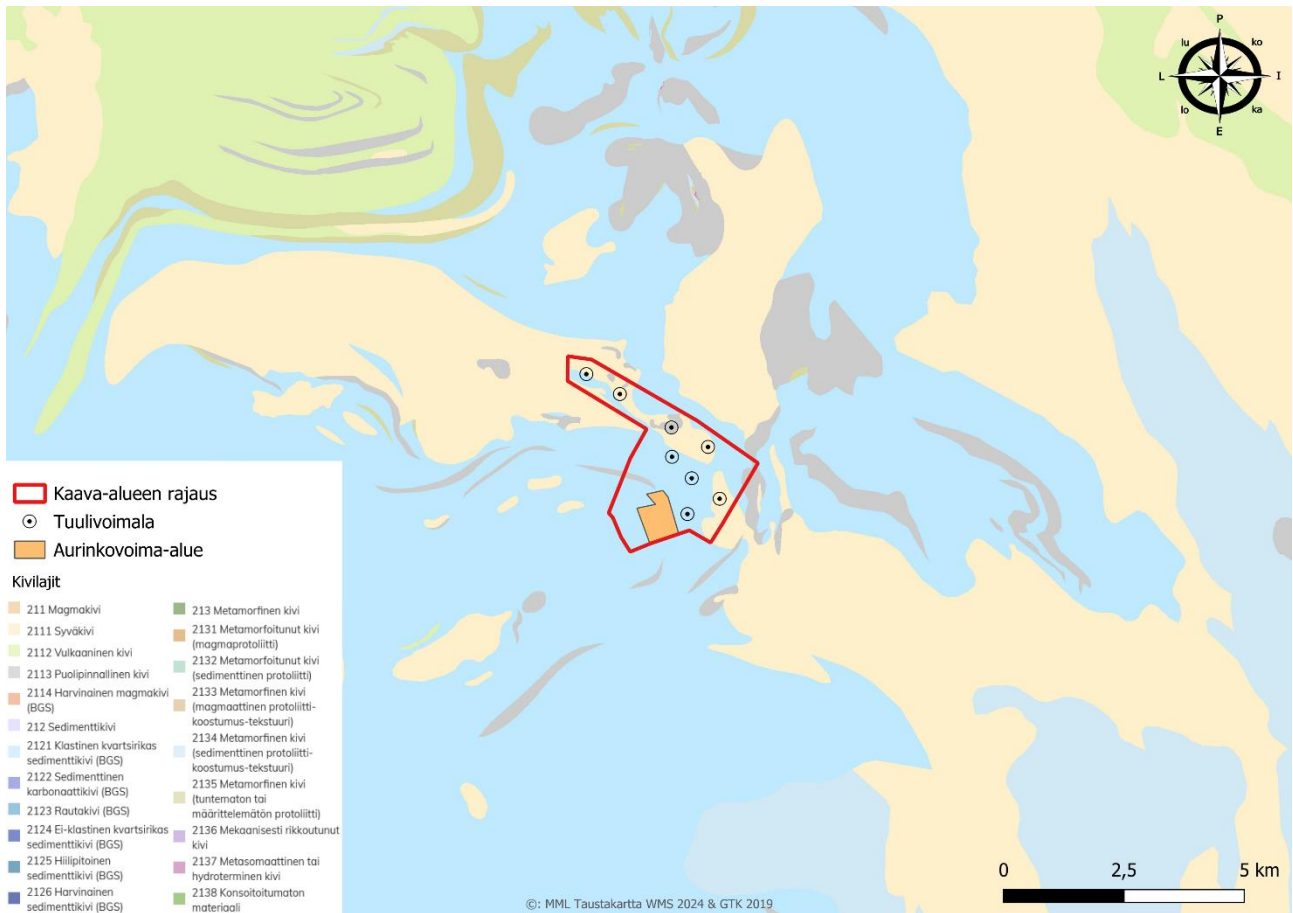 P
lu
ko
L
I
lo
ka
E
Kaava-alueen rajaus
Tuulivoimala
Aurinkovoima-alue
Kivilajit
211 Magmakivi
2111 Syväkivi
2112 Vulkaaninen kivi
2113 Puolipinnallinen kivi
2114 Harvinainen magmakivi
(BGS)
212 Sedimenttikivi
2121 Klastinen kvartsirikas
sedimenttikivi (BGS)
2122 Sedimenttinen
karbonaattikivi (BGS)
2123 Rautakivi (BGS)
2124 Ei-klastinen kvartsirikas
sedimenttikivi (BGS)
2125 Hiilipitoinen
sedimenttikivi (BGS)
2126 Harvinainen
sedimenttikivi (BGS)
213 Metamorfinen kivi
2131 Metamorfoitunut kivi
(magmaprotoliitti)
2132 Metamorfoitunut kivi
(sedimenttinen protoliitti)
2133 Metamorfinen kivi
(magmaattinen protoliitti-
koostumus-tekstuuri)
2134 Metamorfinen kivi
(sedimenttinen protoliitti-
koostumus-tekstuuri)
2135 Metamorfinen kivi
(tuntematon tai
määrittelemätön protoliitti)
2136 Mekaanisesti rikkoutunut
kivi
2137 Metasomaattinen tai
hydroterminen kivi
2138 Konsoitoitumaton
materiaali
0 2,5 5 km
©: MML Taustakartta WMS 2024 & GTK 2019